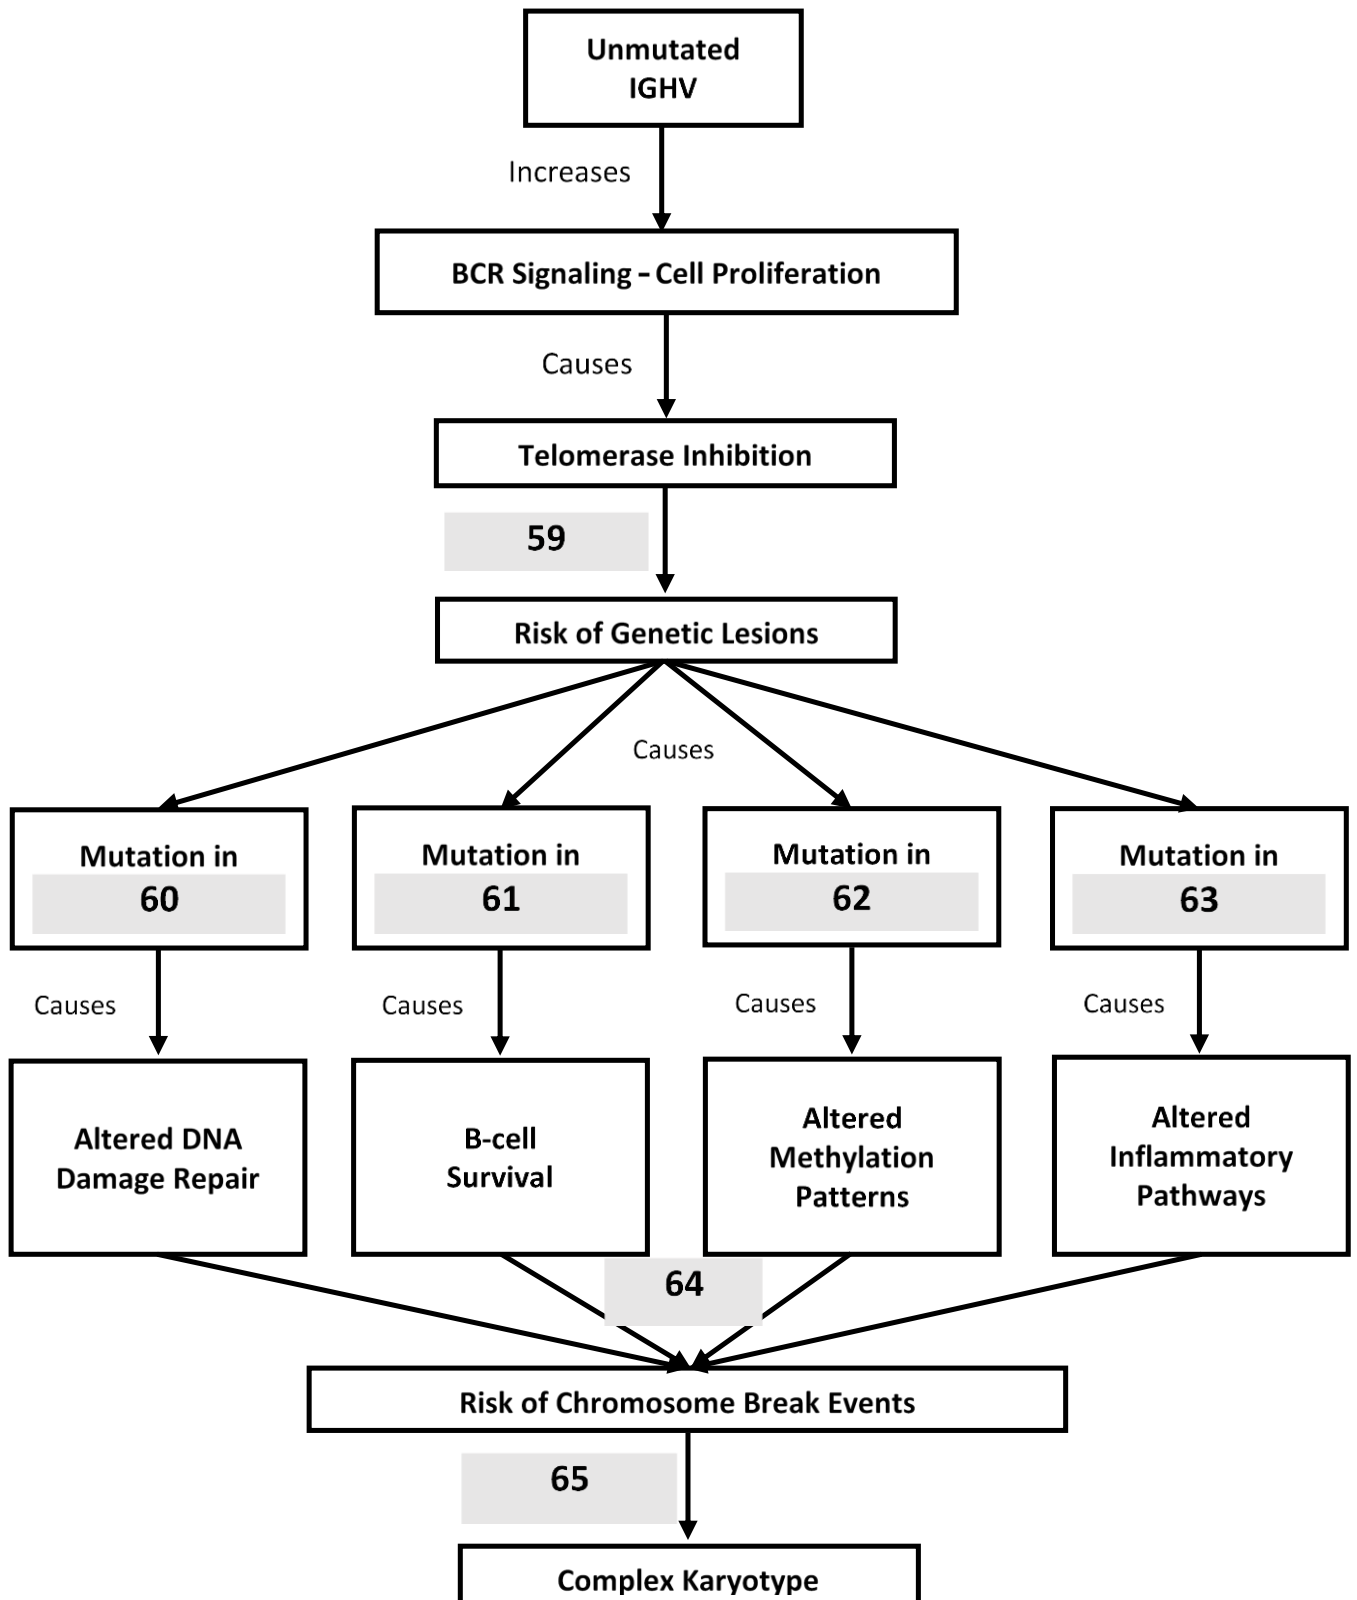 Unmutated
IGHV
Increases
BCR Signaling – Cell Proliferation
Causes
Telomerase Inhibition
59
Risk of Genetic Lesions
Causes
Mutation in
60
Mutation in
61
Mutation in
62
Mutation in
63
Causes
Causes
Causes
Causes
Altered DNA
Damage Repair
B-cell
Survival
Altered
Methylation
Patterns
Altered
Inflammatory
Pathways
64
Risk of Chromosome Break Events
65
Complex Karyotype